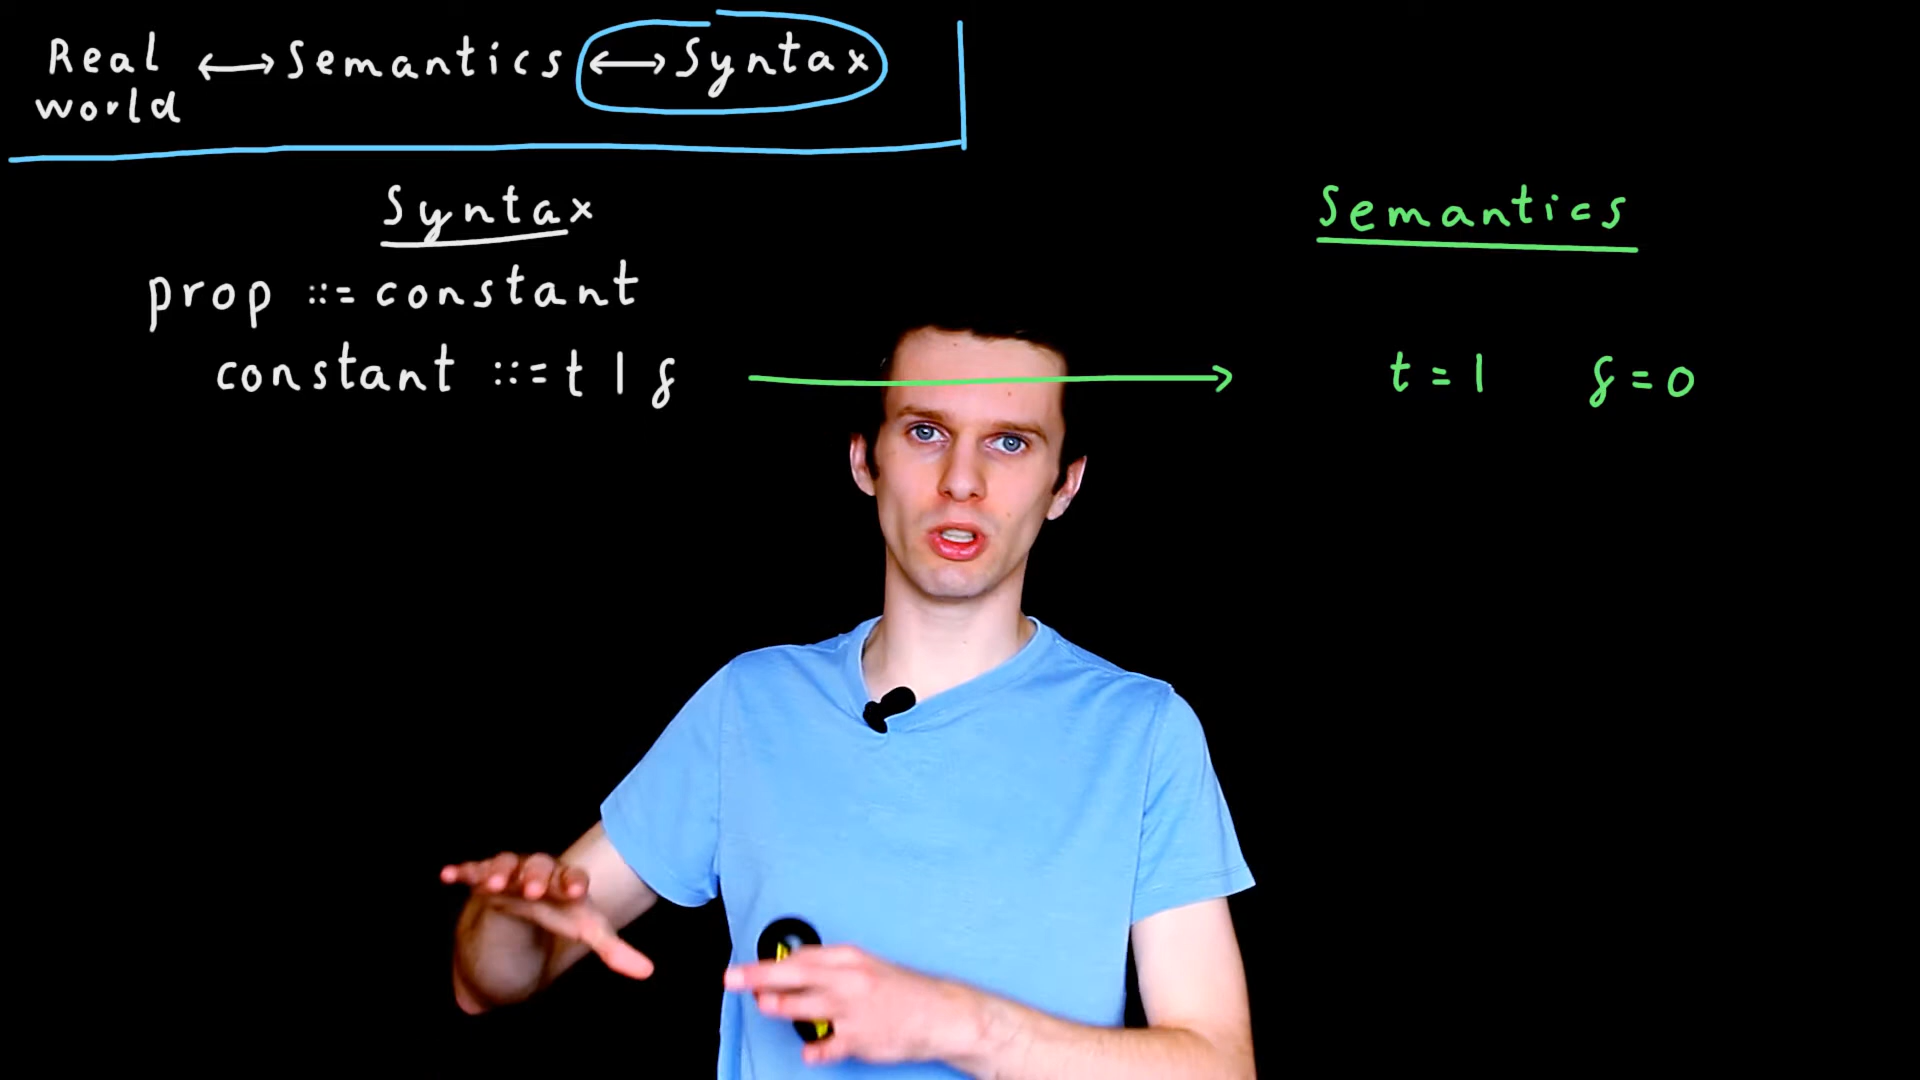 Real ⟷ Semantics ⟷ Syntax
world
Syntax
Semantics
prop ::= constant
constant ::= t | f → t = 1 f = 0